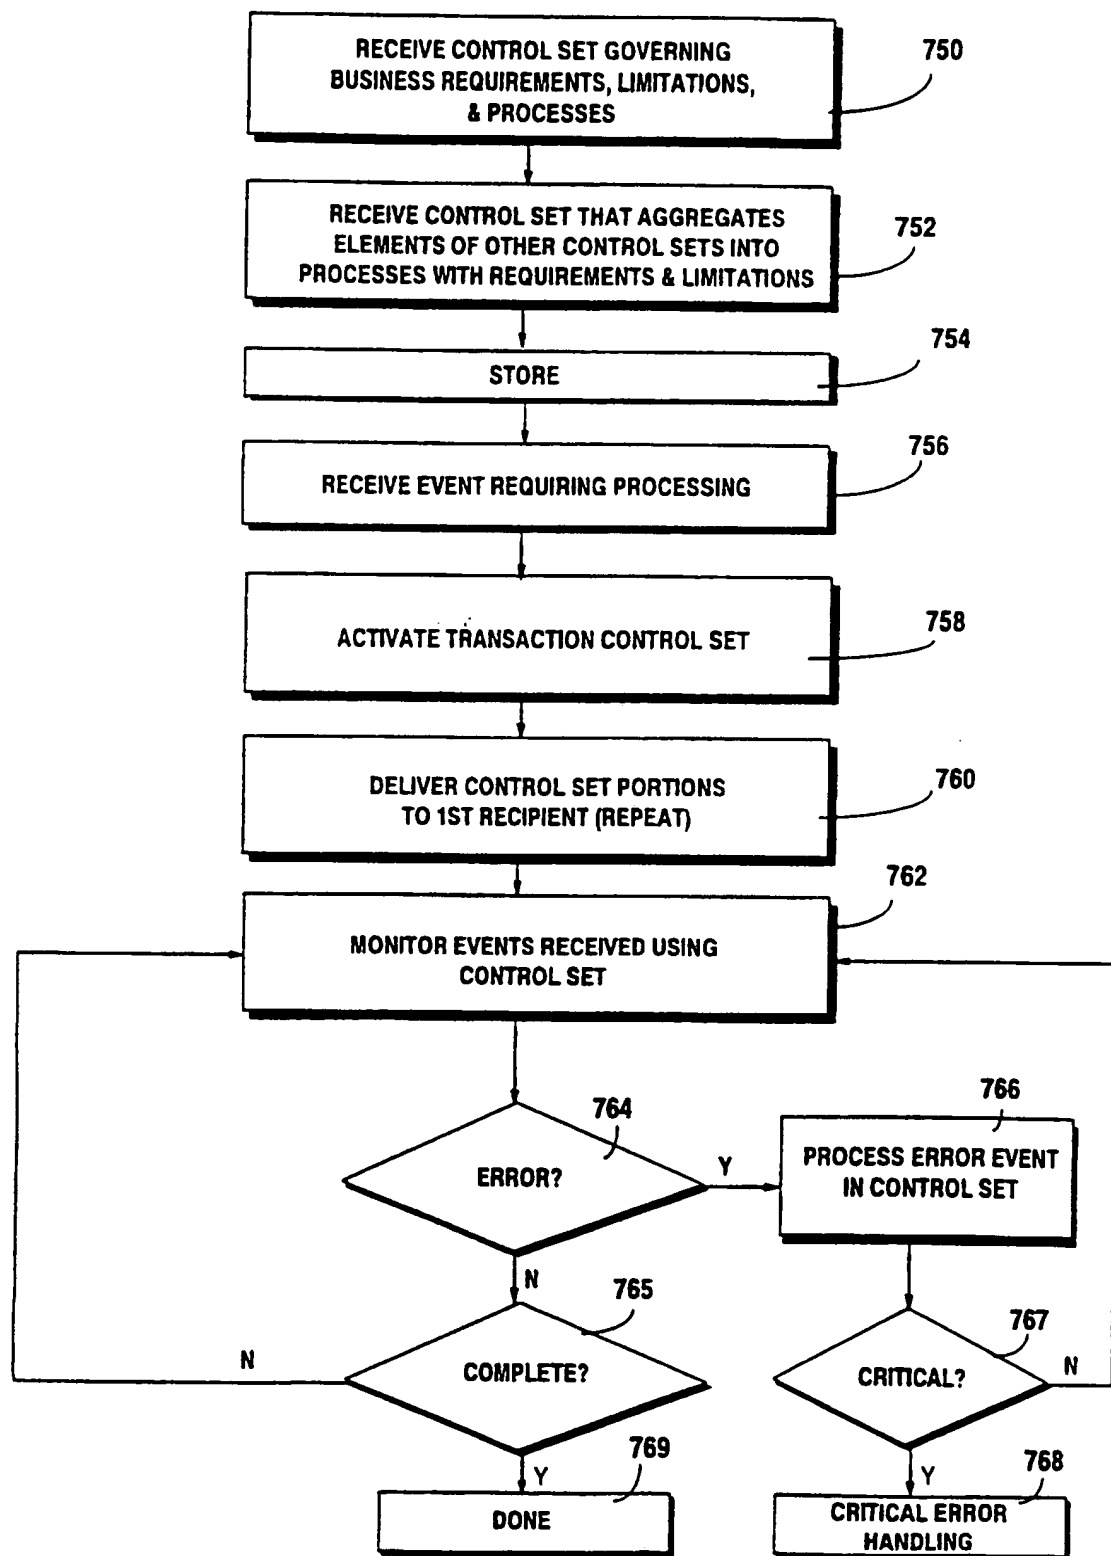 RECEIVE CONTROL SET GOVERNING
BUSINESS REQUIREMENTS, LIMITATIONS,
& PROCESSES
750
RECEIVE CONTROL SET THAT AGGREGATES
ELEMENTS OF OTHER CONTROL SETS INTO
PROCESSES WITH REQUIREMENTS & LIMITATIONS
752
STORE
754
RECEIVE EVENT REQUIRING PROCESSING
756
ACTIVATE TRANSACTION CONTROL SET
758
DELIVER CONTROL SET PORTIONS
TO 1ST RECIPIENT (REPEAT)
760
MONITOR EVENTS RECEIVED USING
CONTROL SET
762
ERROR?
764
Y
PROCESS ERROR EVENT
IN CONTROL SET
766
N
COMPLETE?
765
N
CRITICAL?
767
N
Y
DONE
769
Y
CRITICAL ERROR
HANDLING
768